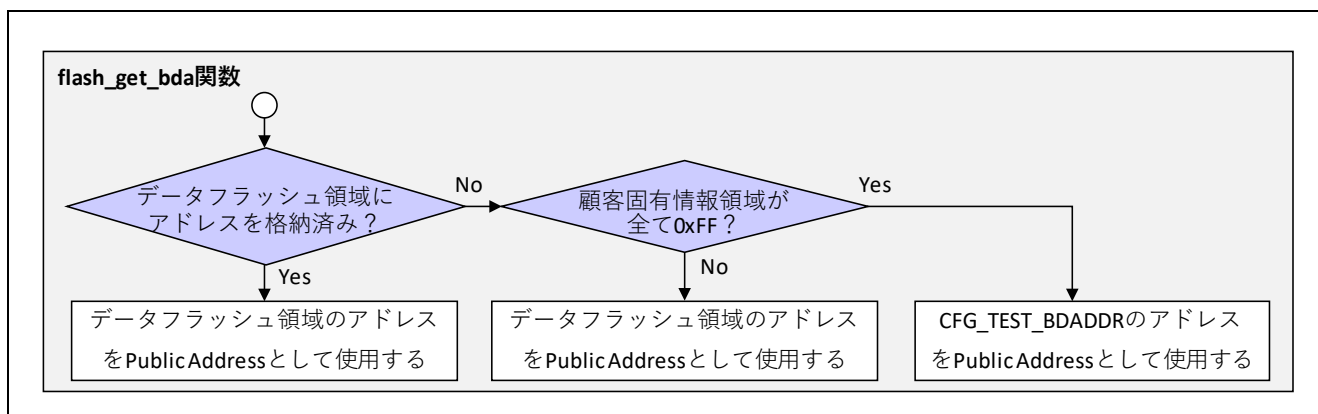 flash_get_bda関数
データフラッシュ領域に
アドレスを格納済み？
No
顧客固有情報領域が
全て0xFF？
Yes
Yes
No
データフラッシュ領域のアドレス
をPublic Addressとして使用する
データフラッシュ領域のアドレス
をPublic Addressとして使用する
CFG_TEST_BDADDRのアドレス
をPublic Addressとして使用する